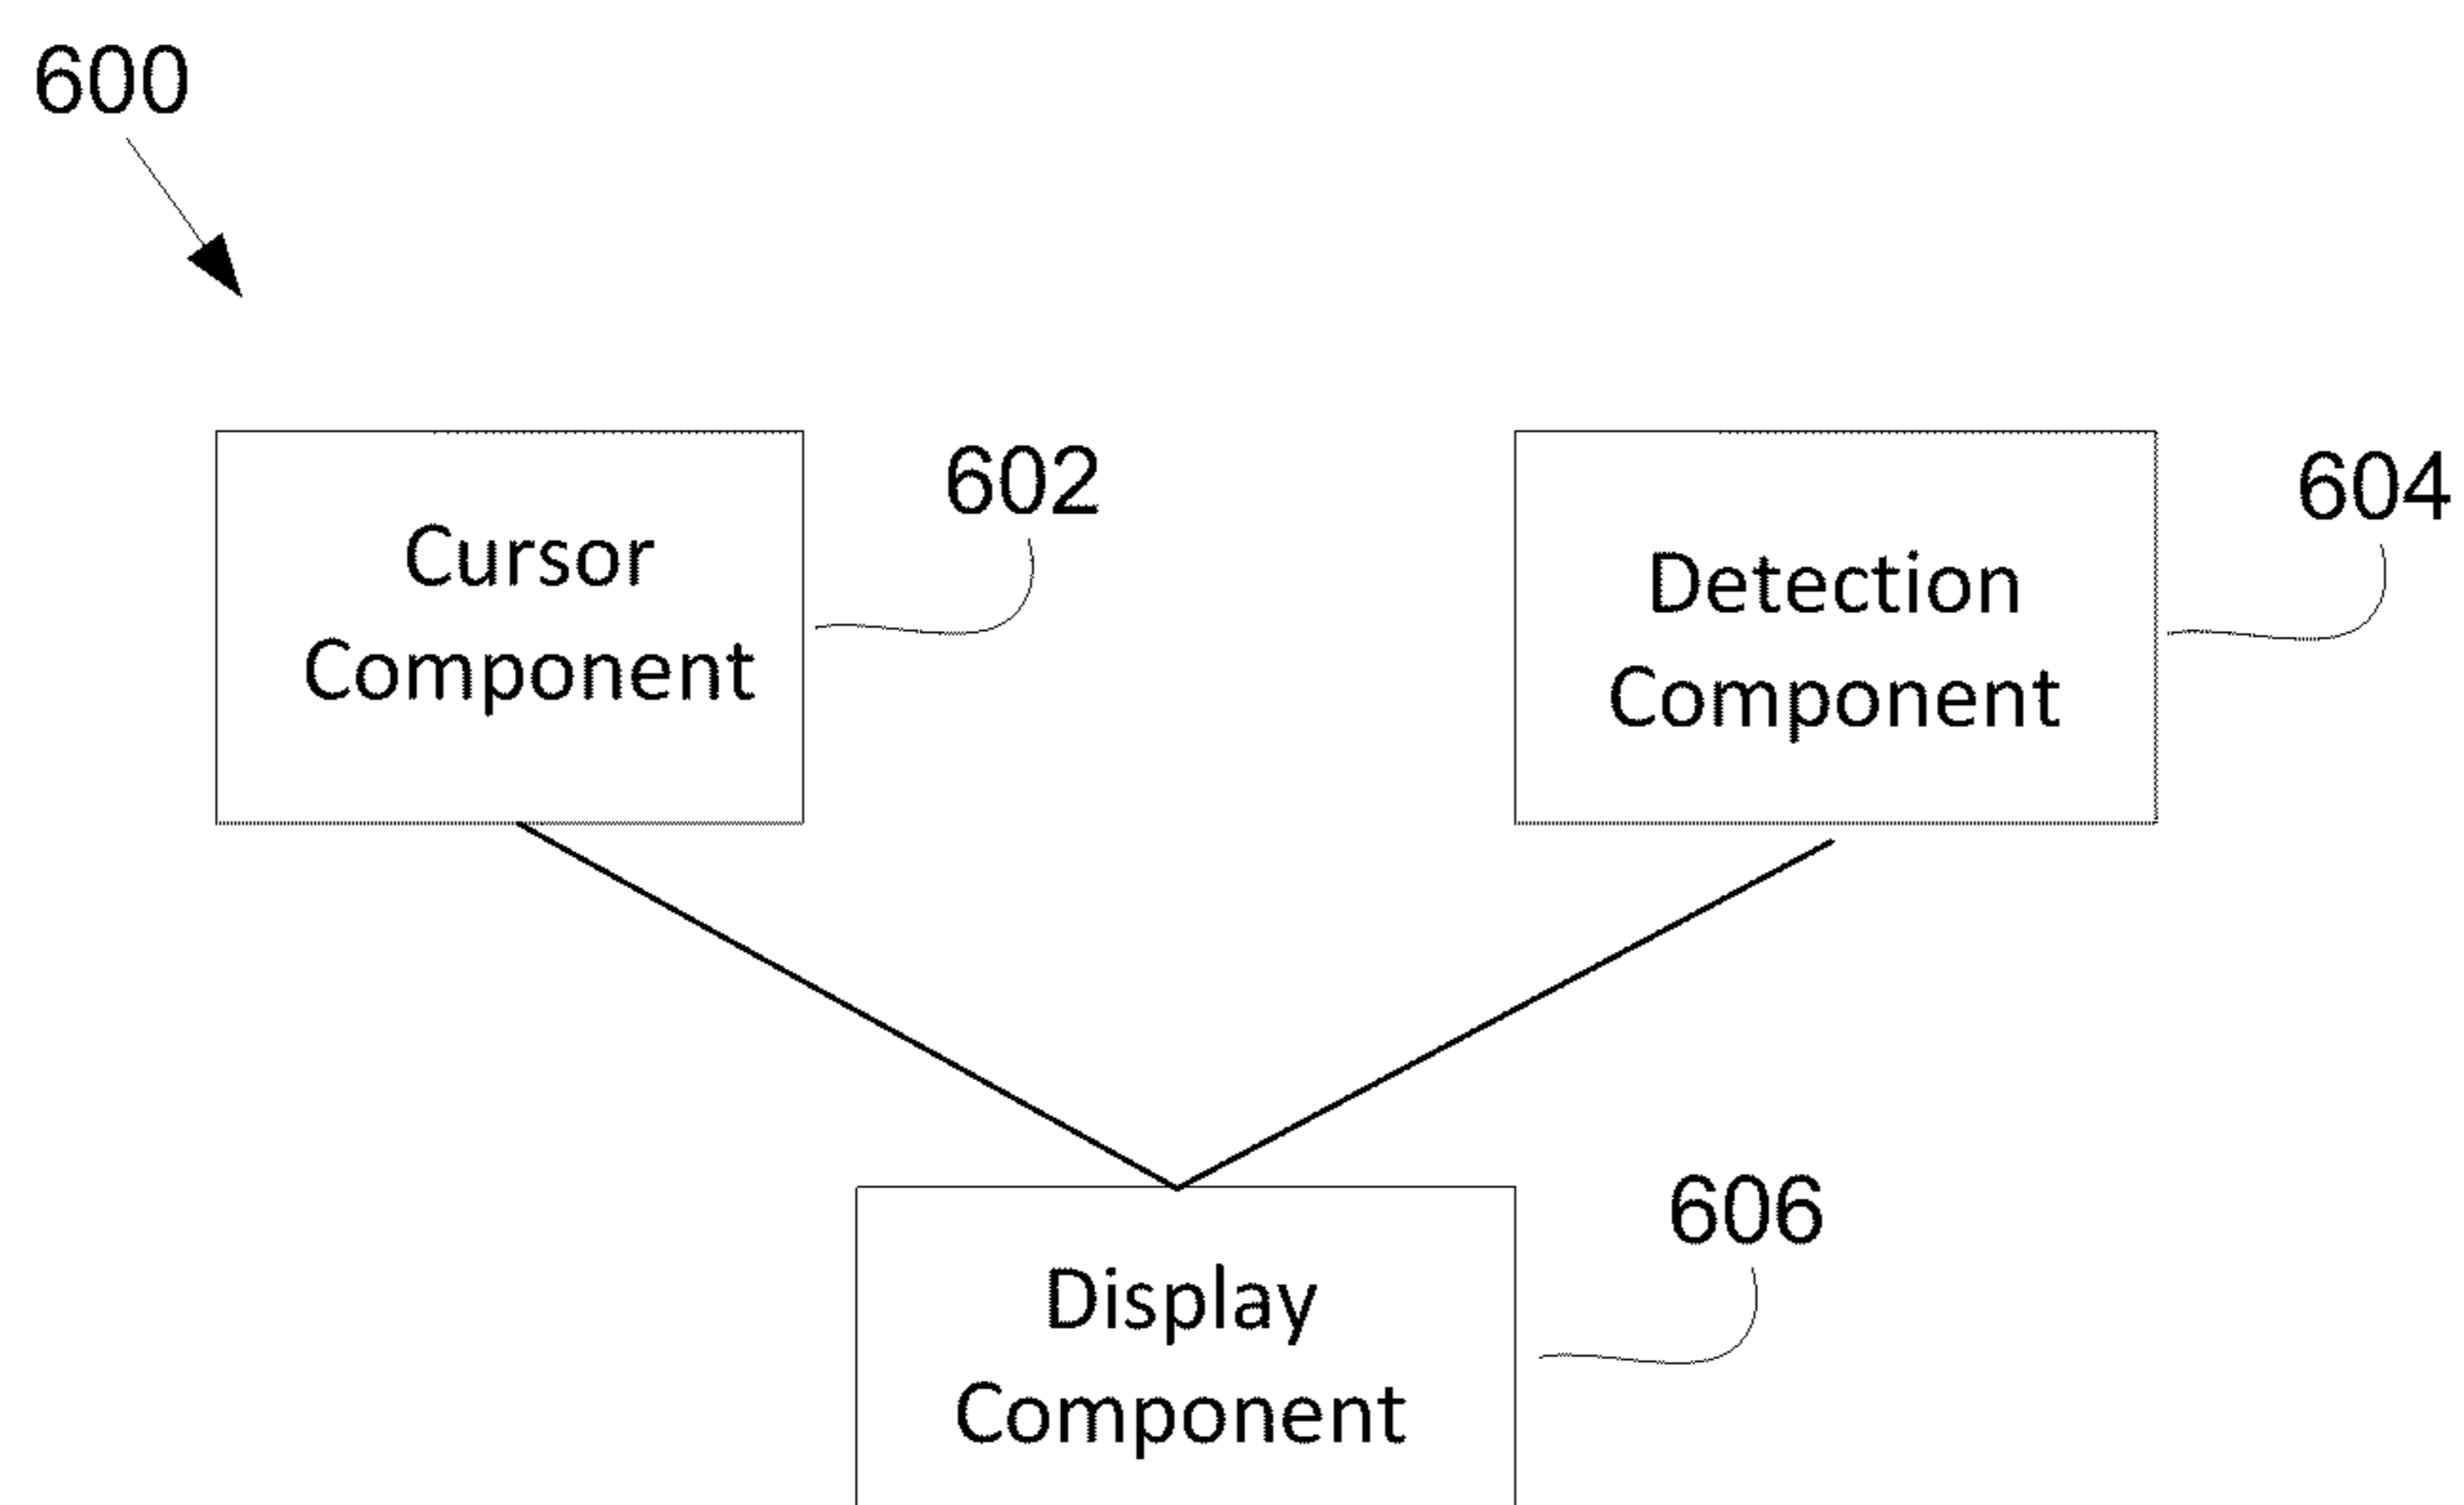 600
602
604
Cursor
Component
Detection
Component
606
Display
Component